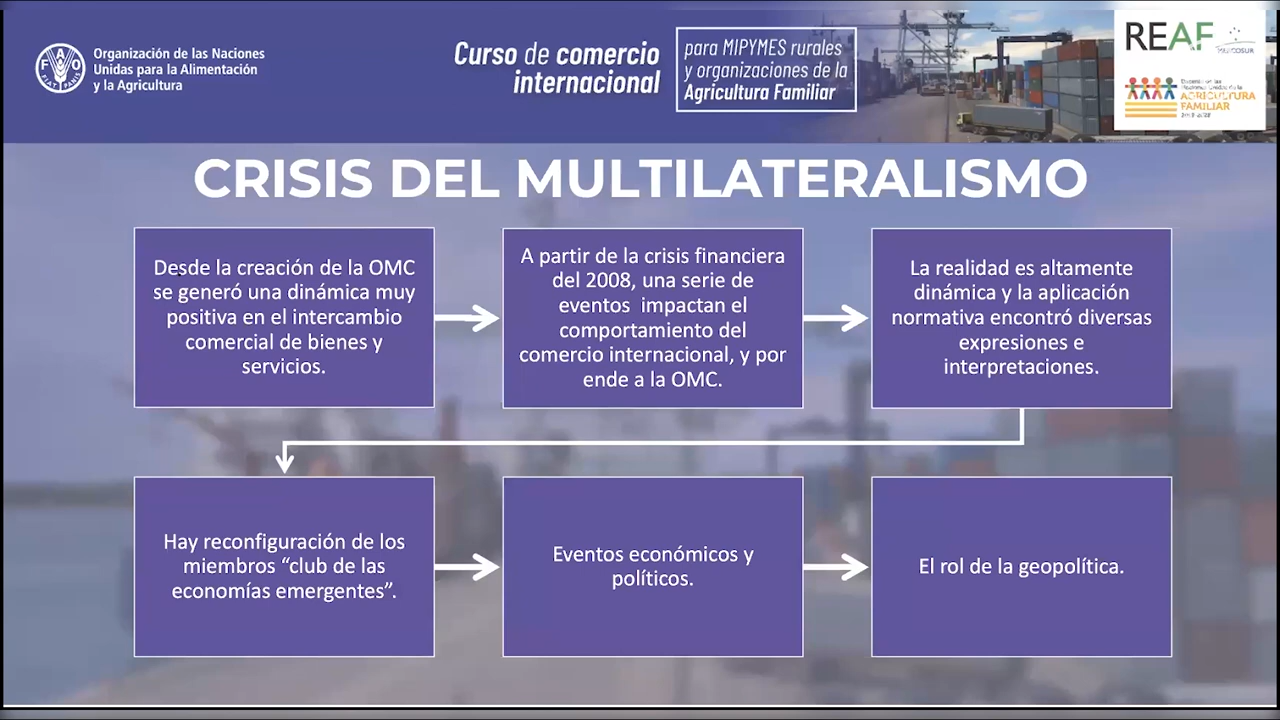 Organización de las Naciones
Unidas para la Alimentación
y la Agricultura
Curso de comercio
internacional
para MIPYMES rurales
y organizaciones de la
Agricultura Familiar
REAF
MERCOSUR
AGRICULTURA
FAMILIAR
CRISIS DEL MULTILATERALISMO
Desde la creación de la OMC
se generó una dinámica muy
positiva en el intercambio
comercial de bienes y
servicios.
A partir de la crisis financiera
del 2008, una serie de
eventos impactan el
comportamiento del
comercio internacional, y por
ende a la OMC.
La realidad es altamente
dinámica y la aplicación
normativa encontró diversas
expresiones e
interpretaciones.
Hay reconfiguración de los
miembros “club de las
economías emergentes”.
Eventos económicos y
políticos.
El rol de la geopolítica.